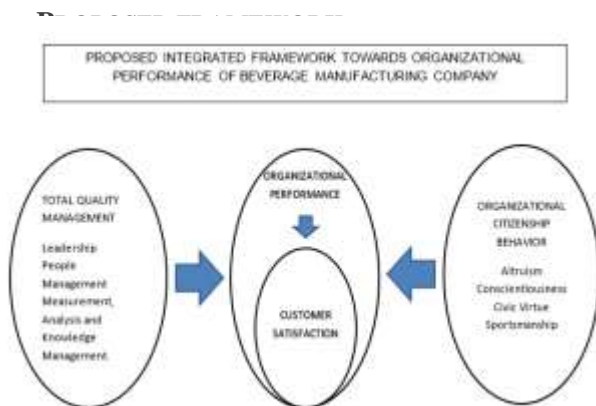 PROPOSED INTEGRATED FRAMEWORK TOWARDS ORGANIZATIONAL
PERFORMANCE OF BEVERAGE MANUFACTURING COMPANY
TOTAL QUALITY
MANAGEMENT
Leadership
People
Management
Measurement,
Analysis and
Knowledge
Management
ORGANIZATIONAL
PERFORMANCE
CUSTOMER
SATISFACTION
ORGANIZATIONAL
CITIZENSHIP
BEHAVIOR
Altruism
Conscientiousness
Civic Virtue
Sportsmanship